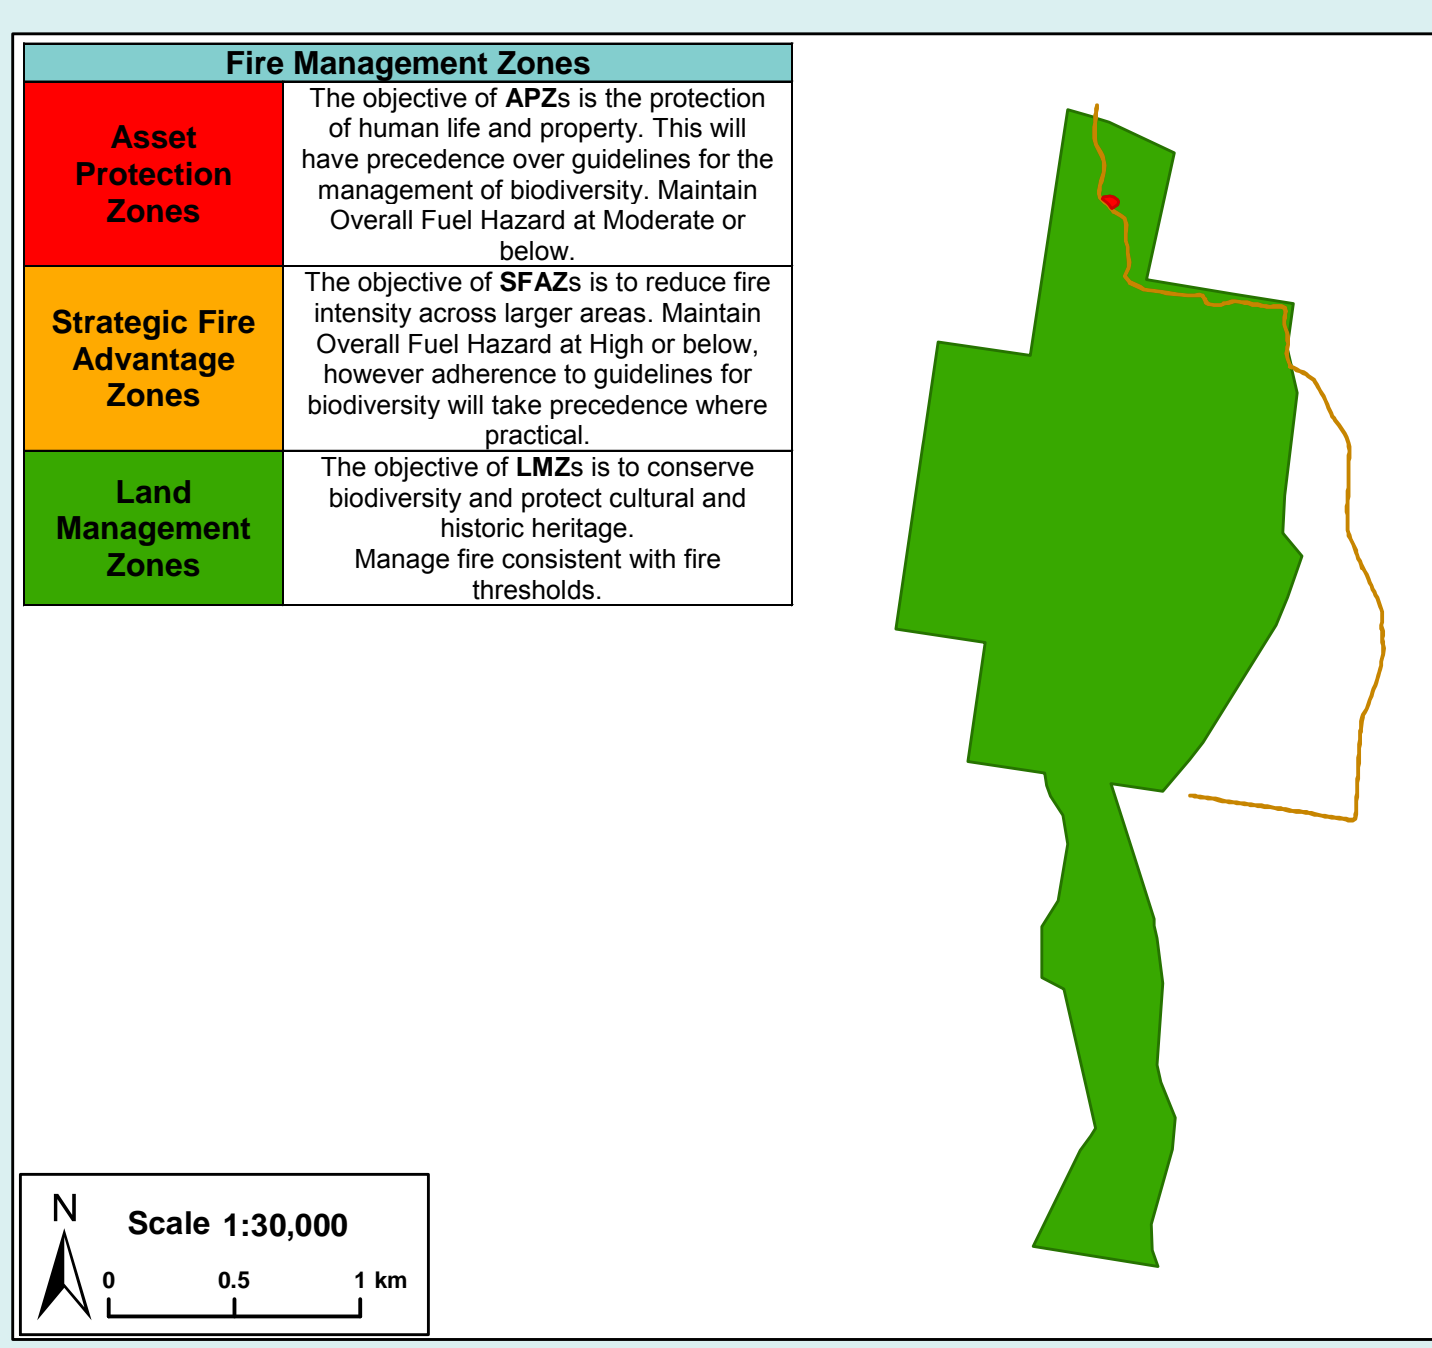 Fire Management Zones
Asset
Protection
Zones
The objective of APZs is the protection
of human life and property. This will
have precedence over guidelines for the
management of biodiversity. Maintain
Overall Fuel Hazard at Moderate or
below.
Strategic Fire
Advantage
Zones
The objective of SFAZs is to reduce fire
intensity across larger areas. Maintain
Overall Fuel Hazard at High or below,
however adherence to guidelines for
biodiversity will take precedence where
practical.
Land
Management
Zones
The objective of LMZs is to conserve
biodiversity and protect cultural and
historic heritage.
Manage fire consistent with fire
thresholds.
N
Scale 1:30,000
0 0.5 1 km